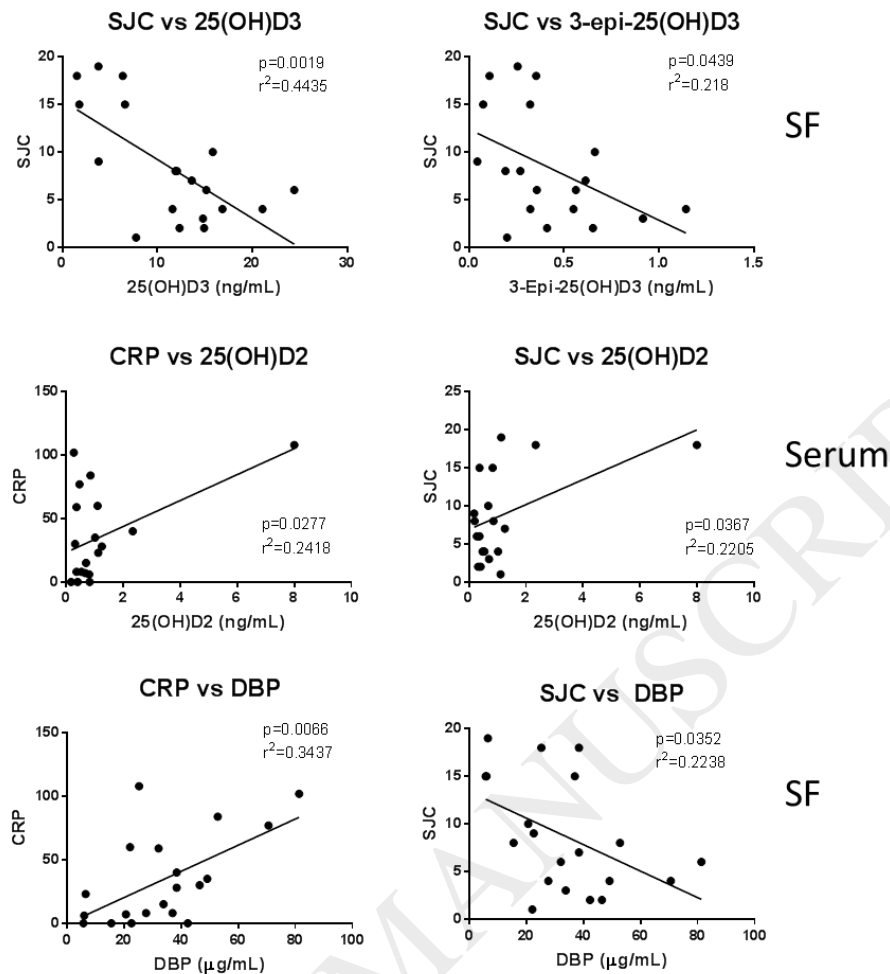 SJC vs 25(OH)D3
p=0.0019
r²=0.4435
20
15
10
5
0
SJC
0 10 20 30
25(OH)D3 (ng/mL)
SJC vs 3-epi-25(OH)D3
p=0.0439
r²=0.218
20
15
10
5
0
SJC
0.0 0.5 1.0 1.5
3-Epi-25(OH)D3 (ng/mL)
SF
CRP vs 25(OH)D2
150
100
50
0
CRP
p=0.0277
r²=0.2418
0 2 4 6 8 10
25(OH)D2 (ng/mL)
SJC vs 25(OH)D2
25
20
15
10
5
0
SJC
p=0.0367
r²=0.2205
0 2 4 6 8 10
25(OH)D2 (ng/mL)
Serum
CRP vs DBP
p=0.0066
r²=0.3437
150
100
50
0
CRP
0 20 40 60 80 100
DBP (μg/mL)
SJC vs DBP
p=0.0352
r²=0.2238
20
15
10
5
0
SJC
0 20 40 60 80 100
DBP (μg/mL)
SF
MANUSCRIP